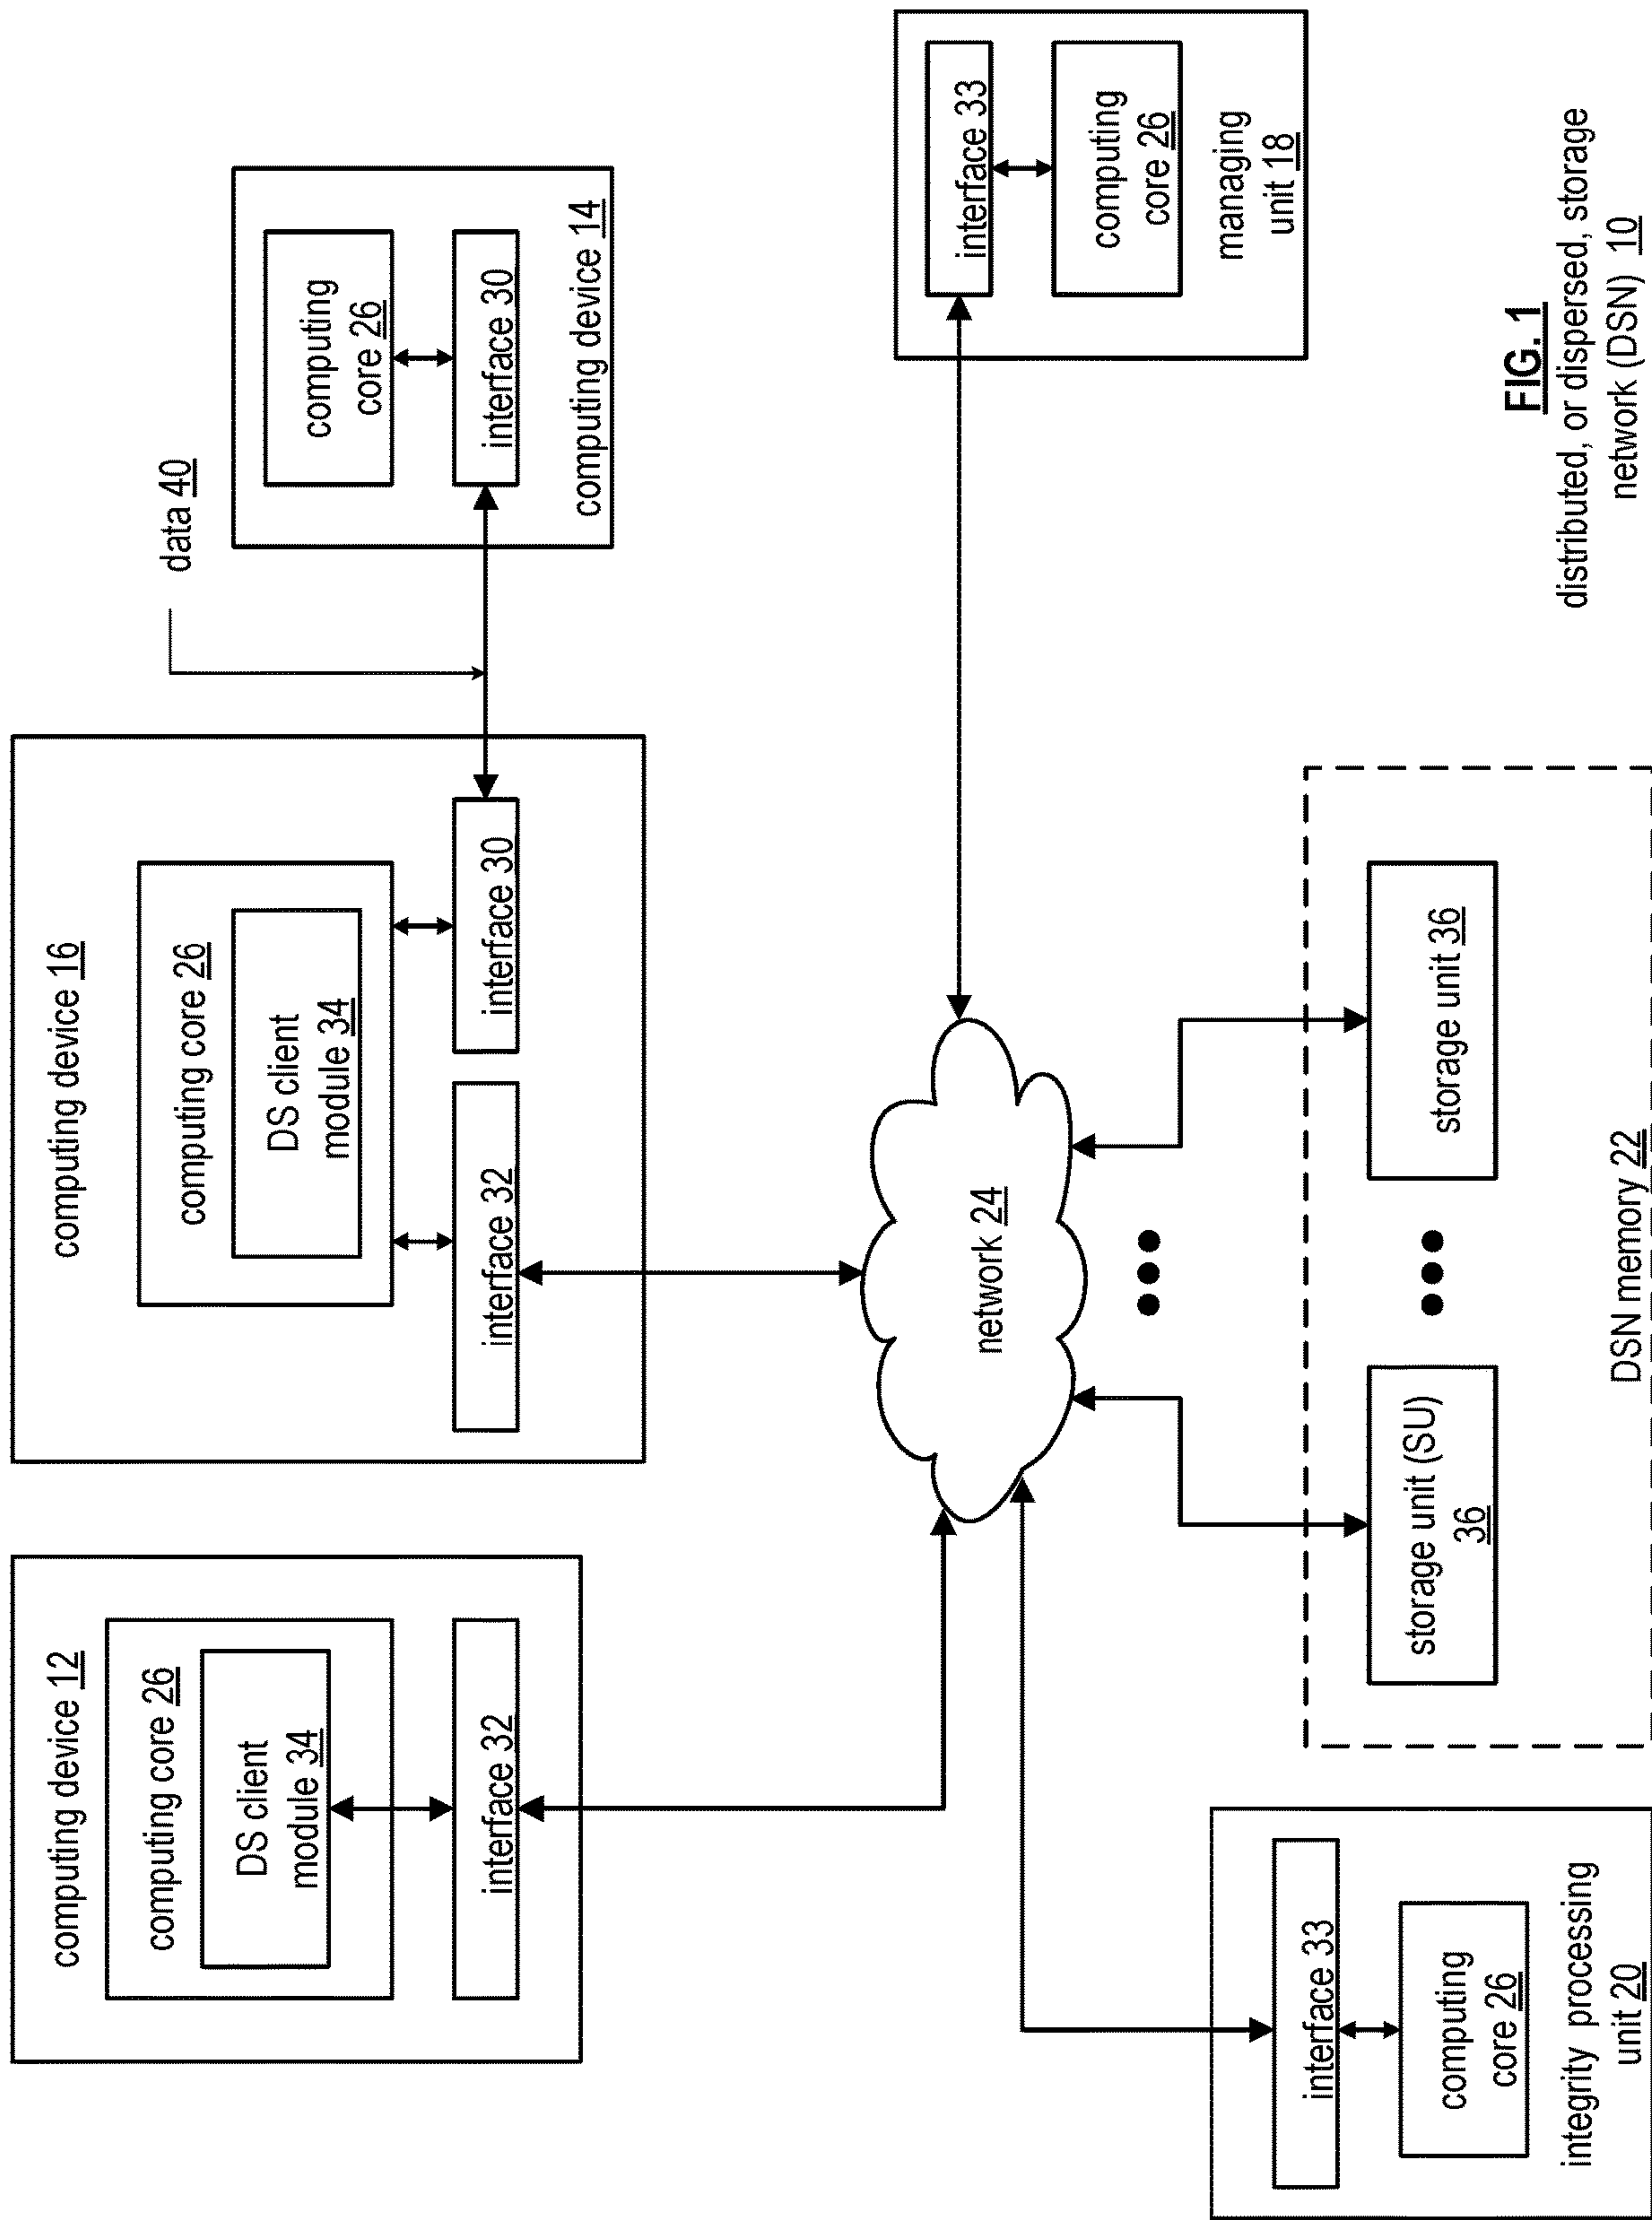 computing device 12
computing core 26
DS client
module 34
interface 32
computing device 16
computing core 26
DS client
module 34
interface 32
interface 30
data 40
computing
core 26
interface 30
computing device 14
network 24
interface 33
computing
core 26
managing
unit 18
interface 33
computing
core 26
integrity processing
unit 20
storage unit (SU)
36
storage unit 36
DSN memory 22
FIG. 1
distributed, or dispersed, storage
network (DSN) 10